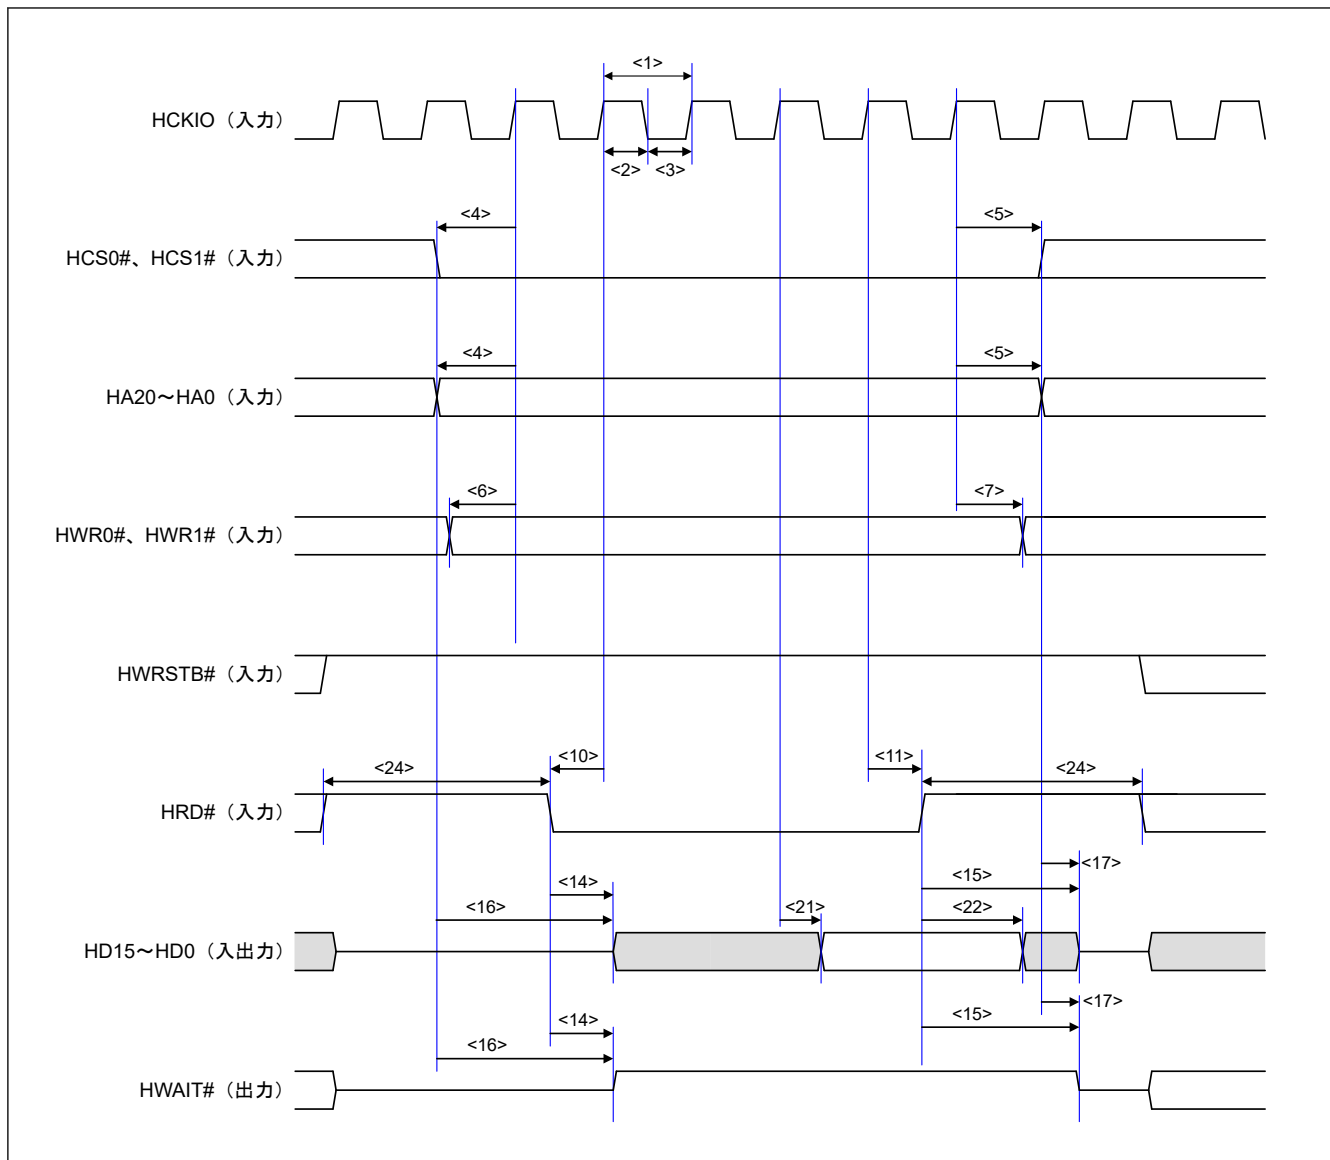 <1>
HCKIO（入力）
<2> <3>
<4> <5>
HCS0#、HCS1#（入力）
<4> <5>
HA20～HA0（入力）
<6> <7>
HWR0#、HWR1#（入力）
HWRSTB#（入力）
<10> <11>
<24> <24>
HRD#（入力）
<17>
<14> <15>
<16> <21> <22>
HD15～HD0（入出力）
<17>
<14> <15>
<16>
HWAIT#（出力）